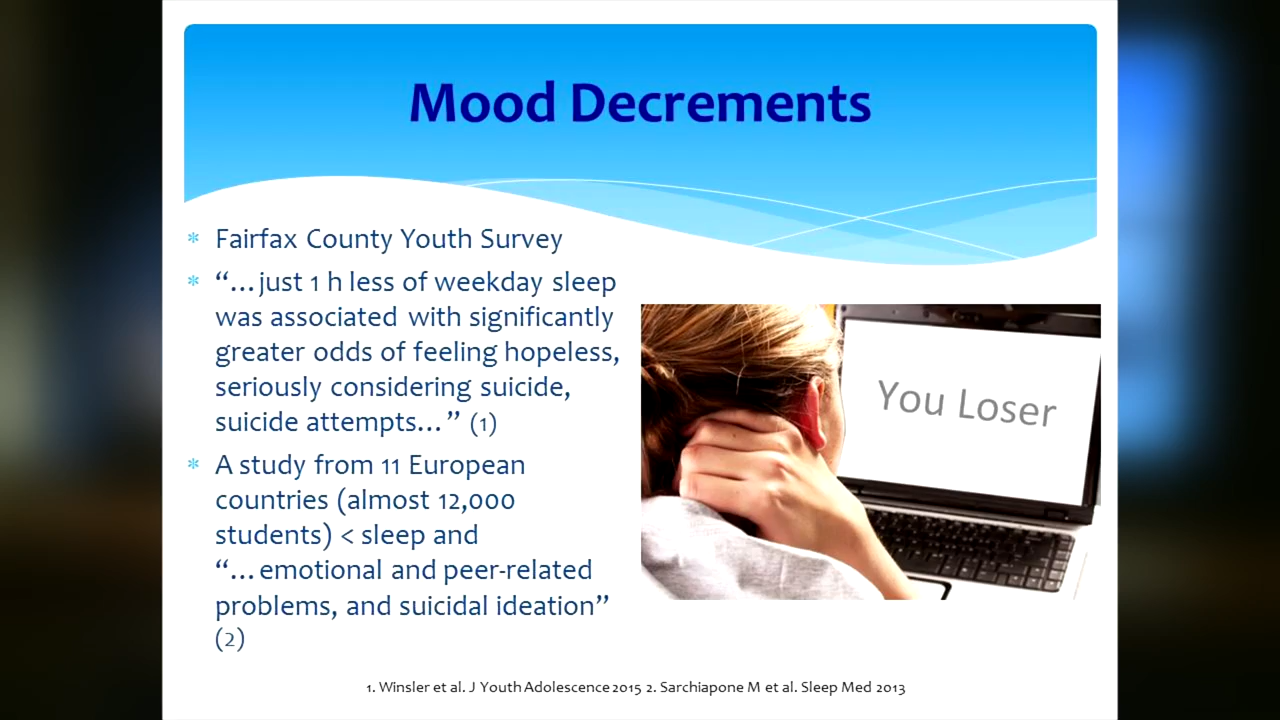 Mood Decrements
* Fairfax County Youth Survey
* “…just 1 h less of weekday sleep
was associated with significantly
greater odds of feeling hopeless,
seriously considering suicide,
suicide attempts…” (1)
* A study from 11 European
countries (almost 12,000
students) < sleep and
“…emotional and peer-related
problems, and suicidal ideation”
(2)
You Loser
1. Winsler et al. J Youth Adolescence 2015 2. Sarchiapone M et al. Sleep Med 2013